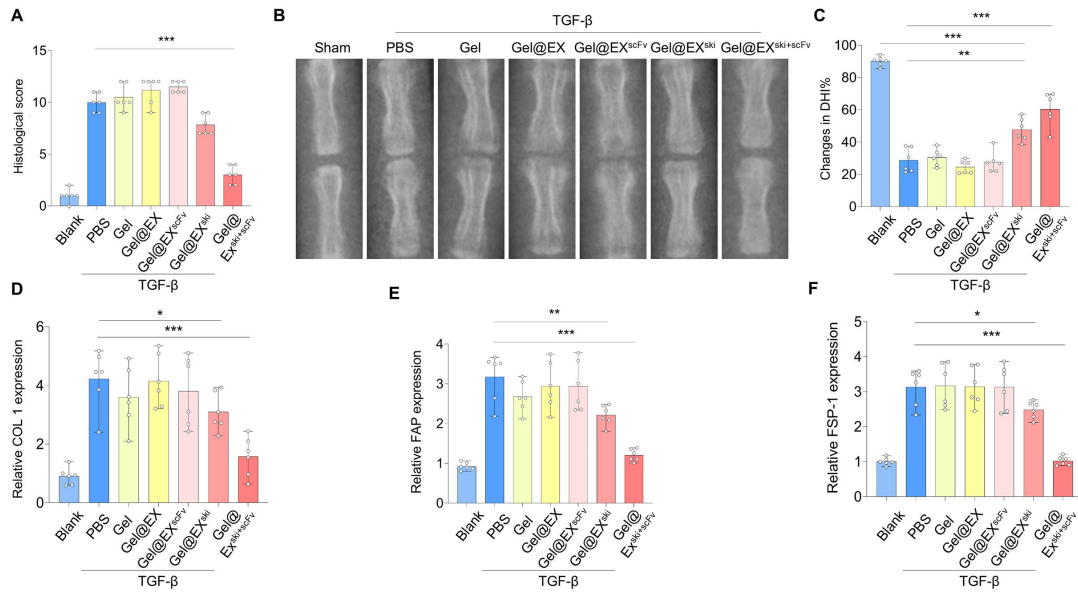 A
Histological score
15
10
5
0
***
Blank
PBS
Gel
Gel@EX
Gel@EXscFv
Gel@EXski
Gel@
Exski+scFv
TGF-β
B
TGF-β
Sham
PBS
Gel
Gel@EX
Gel@EXscFv
Gel@EXski
Gel@EXski+scFv
C
Changes in DHI%
100
80
60
40
20
0
***
***
**
Blank
PBS
Gel
Gel@EX
Gel@EXscFv
Gel@EXski
Gel@
Exski+scFv
TGF-β
D
Relative COL 1 expression
6
4
2
0
*
***
Blank
PBS
Gel
Gel@EX
Gel@EXscFv
Gel@EXski
Gel@
Exski+scFv
TGF-β
E
Relative FAP expression
5
4
3
2
1
0
**
***
Blank
PBS
Gel
Gel@EX
Gel@EXscFv
Gel@EXski
Gel@
Exski+scFv
TGF-β
F
Relative FSP-1 expression
5
4
3
2
1
0
*
***
Blank
PBS
Gel
Gel@EX
Gel@EXscFv
Gel@EXski
Gel@
Exski+scFv
TGF-β